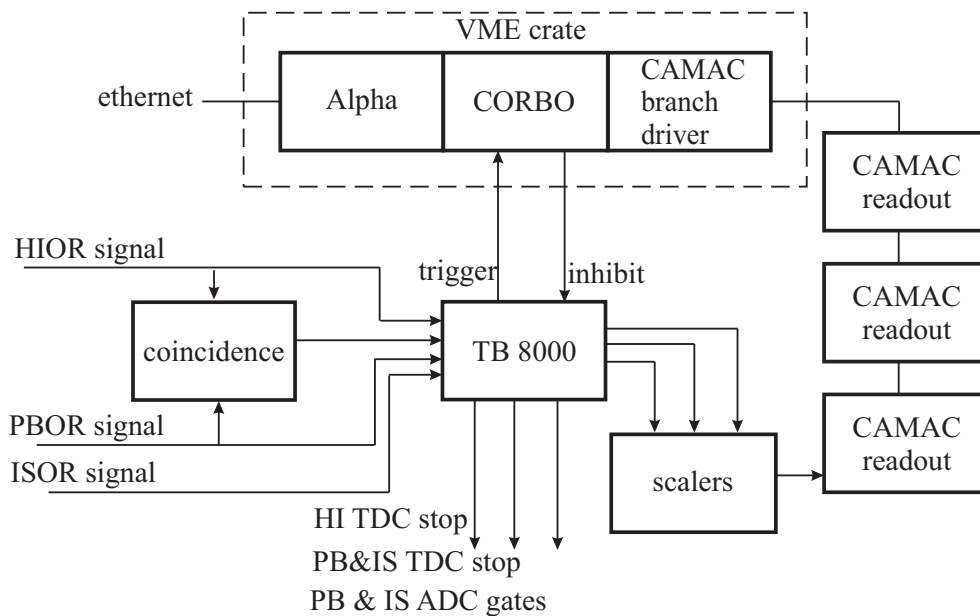 VME crate
ethernet
Alpha
CORBO
CAMAC
branch
driver
CAMAC
readout
HIOR signal
trigger
inhibit
CAMAC
readout
coincidence
TB 8000
PBOR signal
CAMAC
readout
ISOR signal
scalers
HI TDC stop
PB&IS TDC stop
PB & IS ADC gates